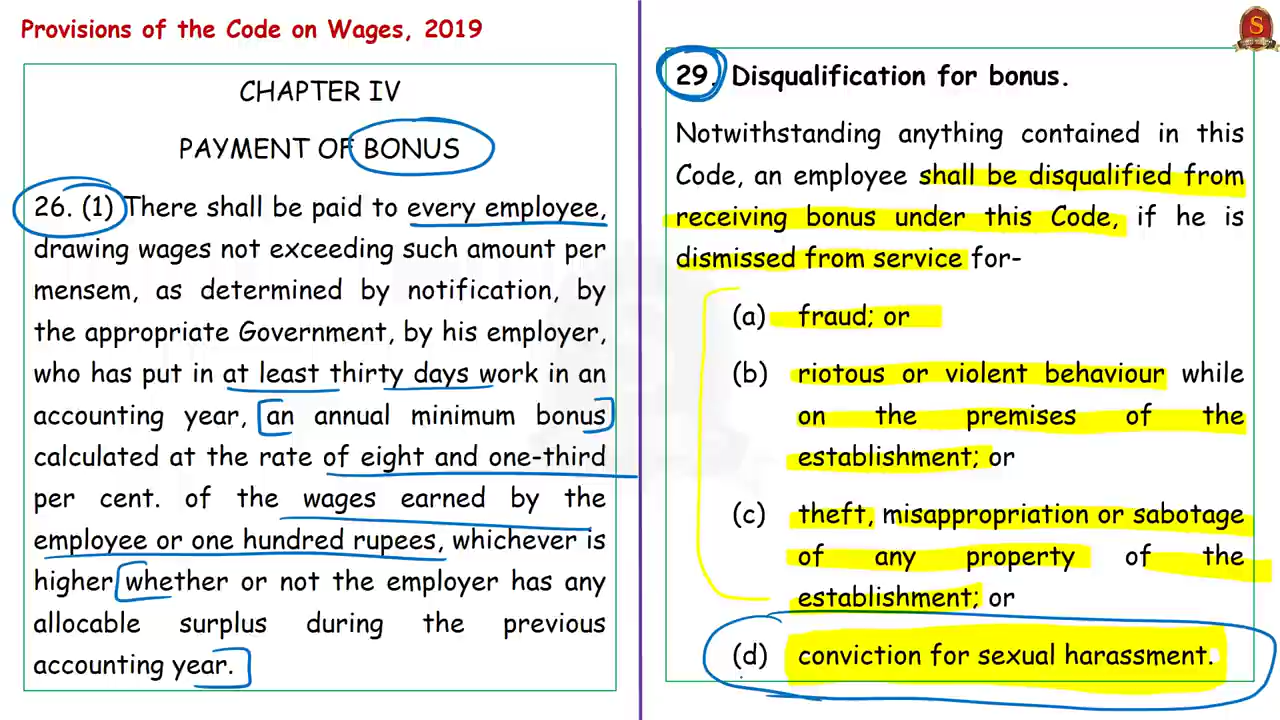 Provisions of the Code on Wages, 2019
CHAPTER IV
PAYMENT OF BONUS
26. (1) There shall be paid to every employee,
drawing wages not exceeding such amount per
mensem, as determined by notification, by
the appropriate Government, by his employer,
who has put in at least thirty days work in an
accounting year, an annual minimum bonus
calculated at the rate of eight and one-third
per cent. of the wages earned by the
employee or one hundred rupees, whichever is
higher whether or not the employer has any
allocable surplus during the previous
accounting year.
S
29. Disqualification for bonus.
Notwithstanding anything contained in this
Code, an employee shall be disqualified from
receiving bonus under this Code, if he is
dismissed from service for-
(a) fraud; or
(b) riotous or violent behaviour while
on the premises of the
establishment; or
(c) theft, misappropriation or sabotage
of any property of the
establishment; or
(d) conviction for sexual harassment.